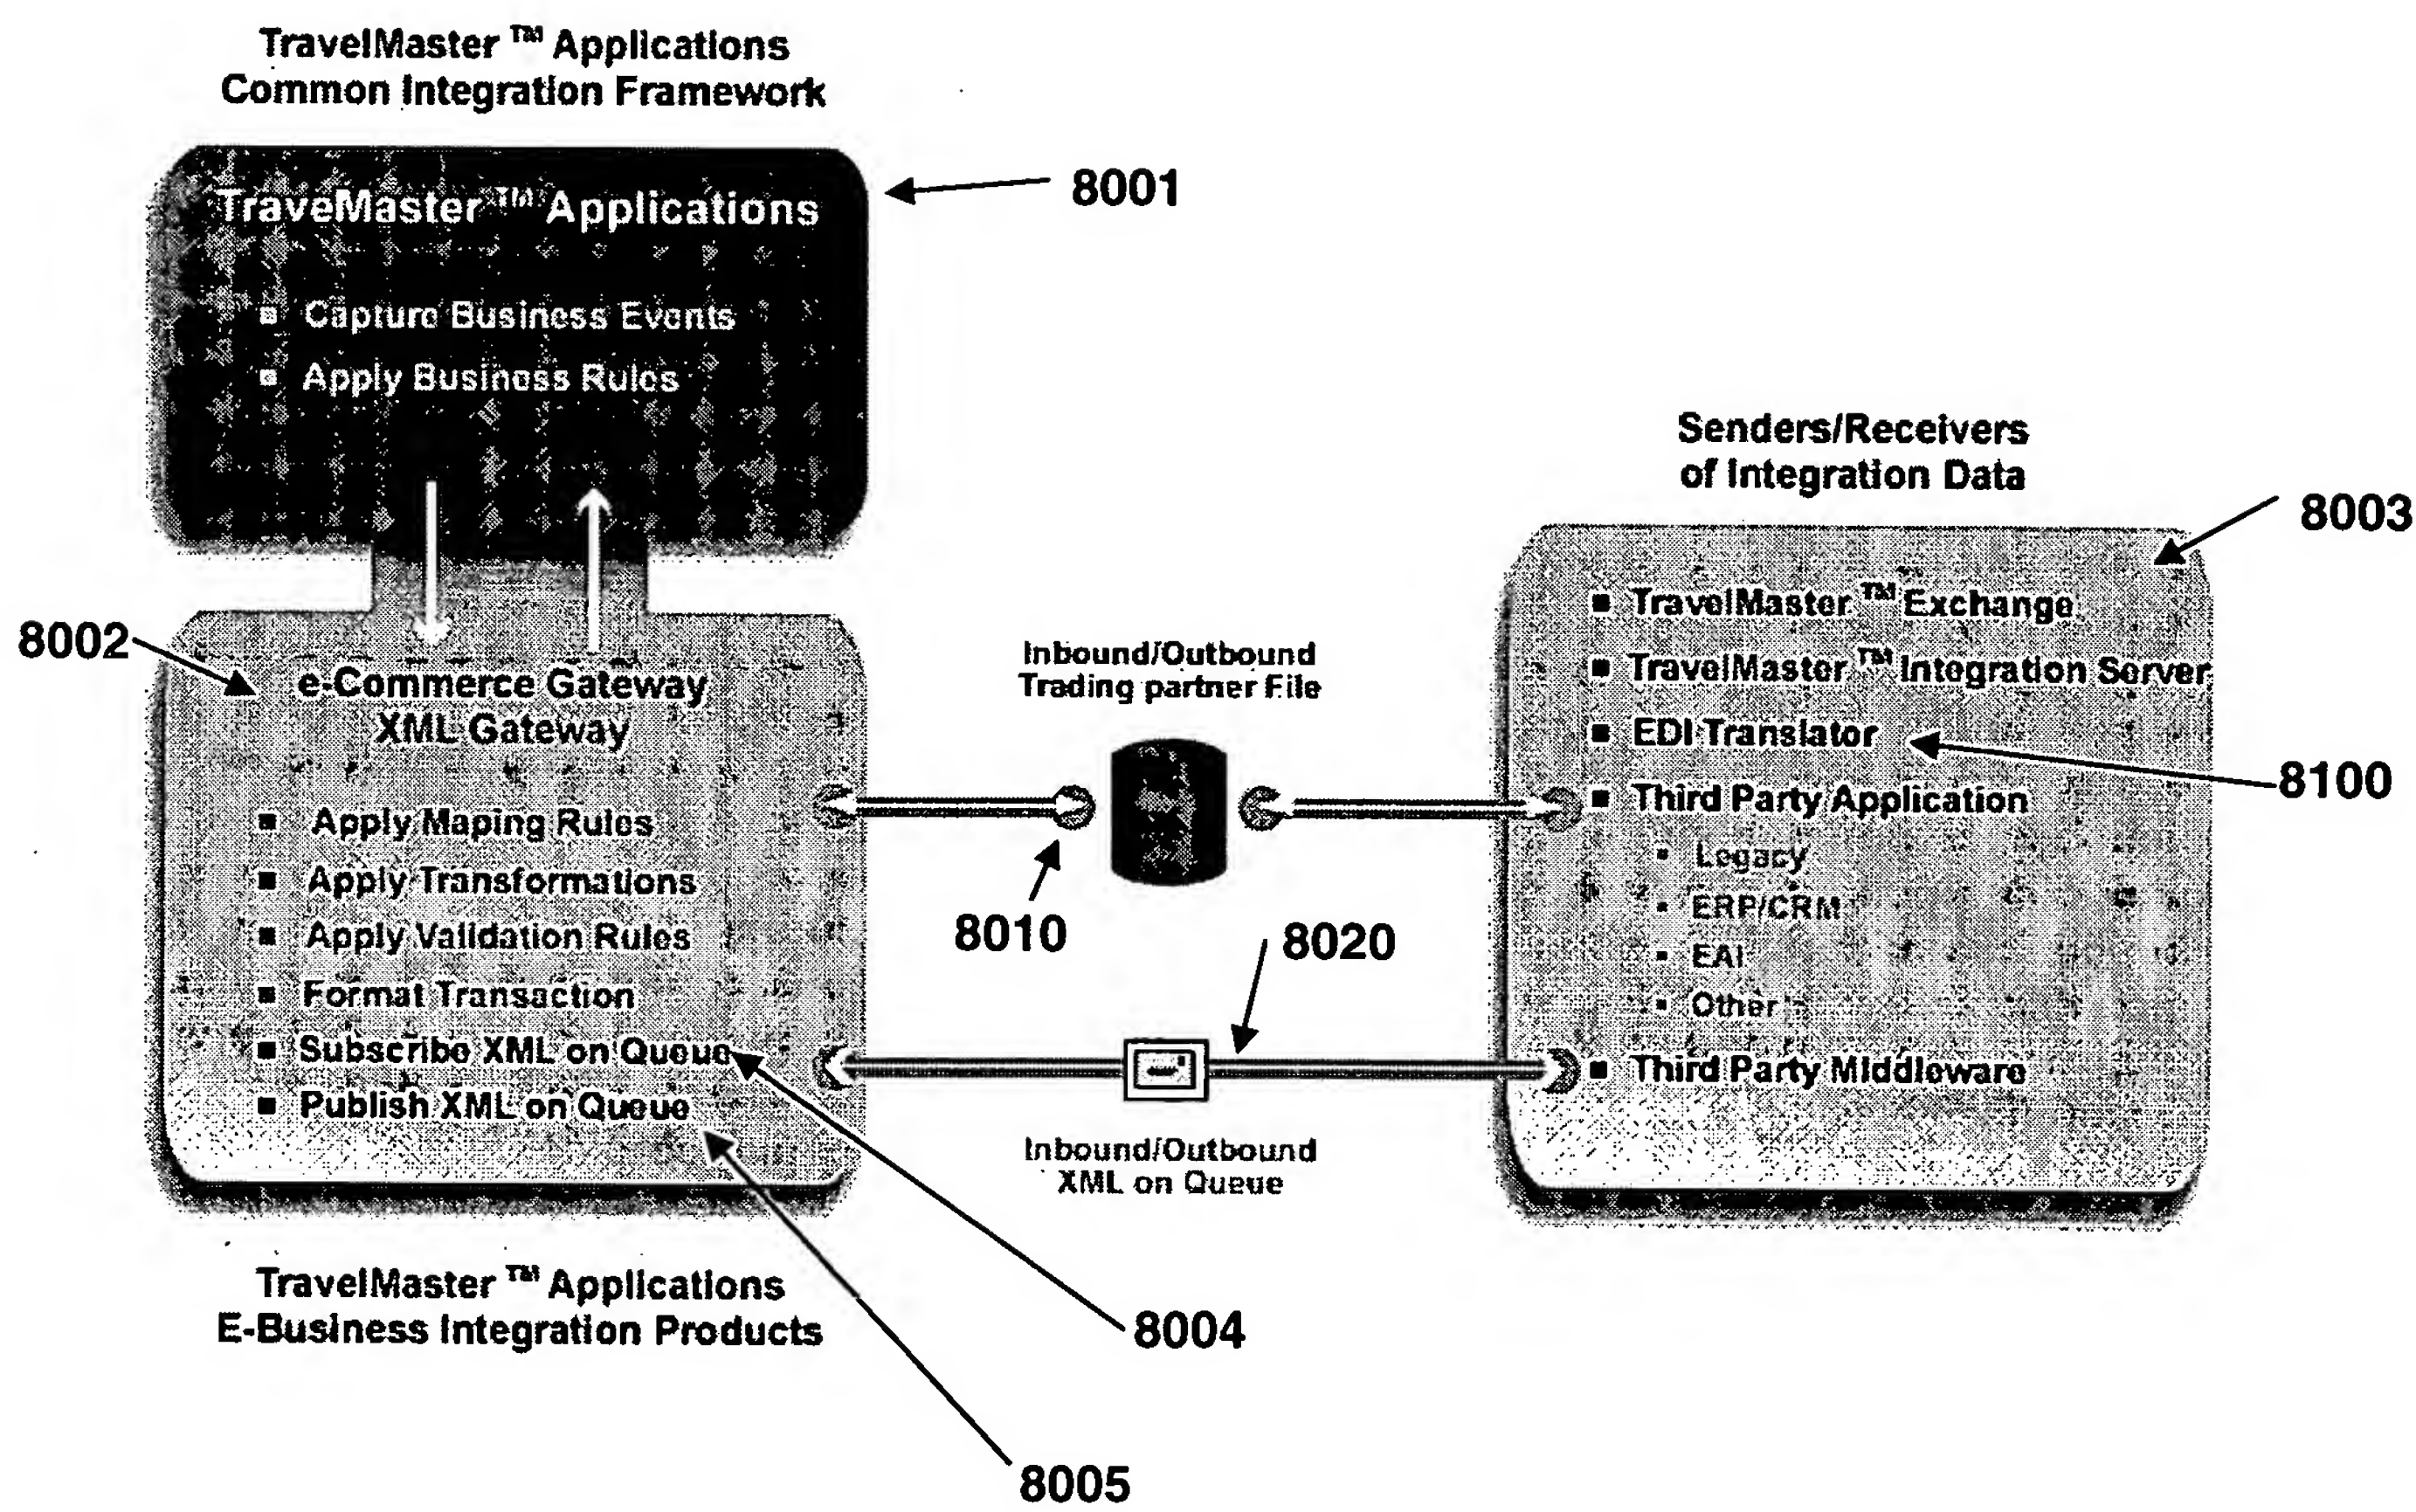 TravelMaster ™ Applications
Common Integration Framework
8001
TraveMaster ™ Applications
▪ Capture Business Events
▪ Apply Business Rules
Senders/Receivers
of Integration Data
8003
8002
e-Commerce Gateway
XML Gateway
▪ Apply Maping Rules
▪ Apply Transformations
▪ Apply Validation Rules
▪ Format Transaction
▪ Subscribe XML on Queue
▪ Publish XML on Queue
Inbound/Outbound
Trading partner File
8010
8020
Inbound/Outbound
XML on Queue
▪ TravelMaster ™ Exchange
▪ TravelMaster ™ Integration Server
▪ EDI Translator
8100
▪ Third Party Application
▪ Legacy
▪ ERP/CRM
▪ EAI
▪ Other
▪ Third Party Middleware
TravelMaster ™ Applications
E-Business Integration Products
8004
8005